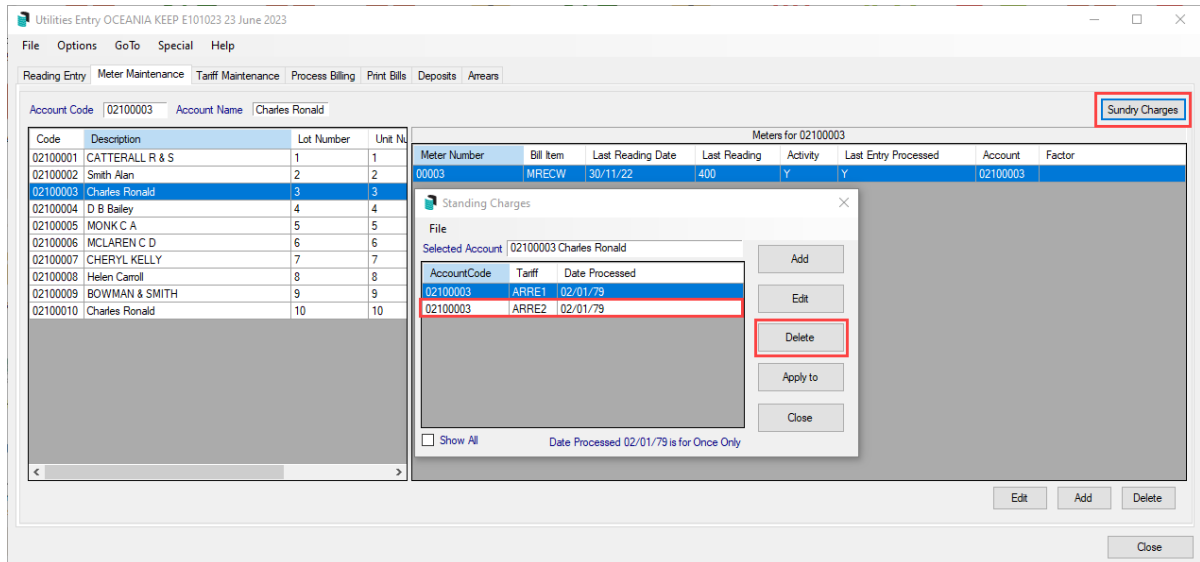 Utilities Entry OCEANIA KEEP E101023 23 June 2023
File Options GoTo Special Help
Reading Entry Meter Maintenance Tariff Maintenance Process Billing Print Bills Deposits Arrears
Account Code 02100003 Account Name Charles Ronald Sundry Charges
Meters for 02100003
Code Description Lot Number Unit Nu
02100001 CATTERALL R & S 1 1
02100002 Smith Alan 2 2
02100003 Charles Ronald 3 3
02100004 D B Bailey 4 4
02100005 MONK C A 5 5
02100006 MCLAREN C D 6 6
02100007 CHERYL KELLY 7 7
02100008 Helen Carroll 8 8
02100009 BOWMAN & SMITH 9 9
02100010 Charles Ronald 10 10
Meter Number Bill Item Last Reading Date Last Reading Activity Last Entry Processed Account Factor
00003 MRECW 30/11/22 400 Y Y 02100003
Standing Charges
File
Selected Account 02100003 Charles Ronald
AccountCode Tariff Date Processed
02100003 ARRE1 02/01/79
02100003 ARRE2 02/01/79
Add
Edit
Delete
Apply to
Close
Show All Date Processed 02/01/79 is for Once Only
Edit Add Delete
Close